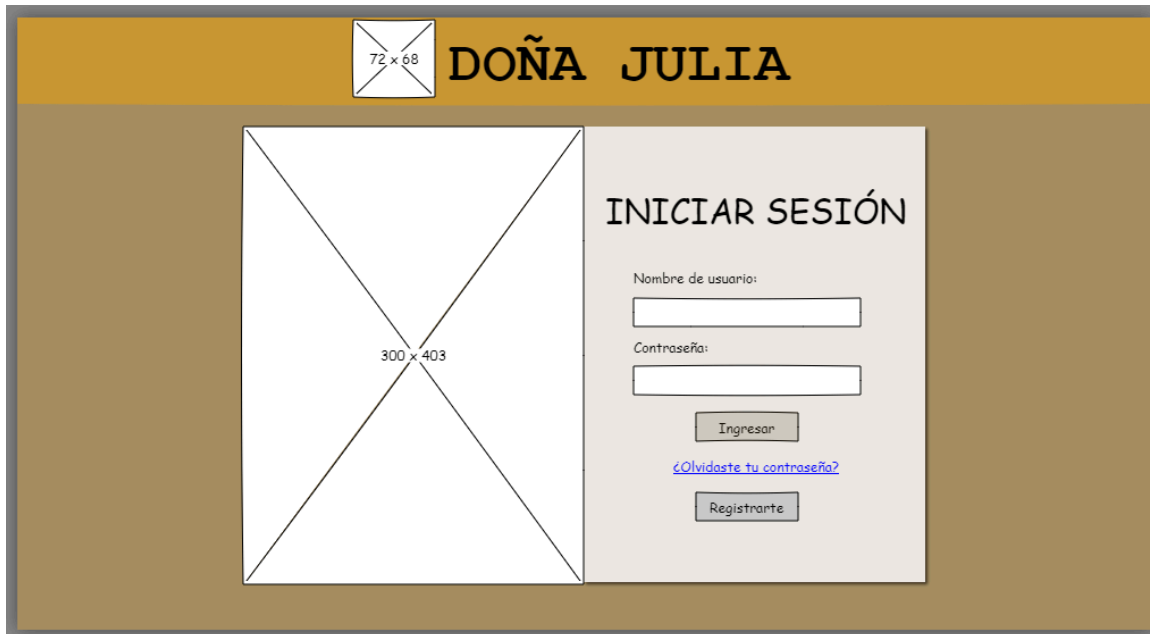 72 x 68
DOÑA JULIA
INICIAR SESIÓN
Nombre de usuario:
300 x 403
Contraseña:
Ingresar
¿Olvidaste tu contraseña?
Registrarte